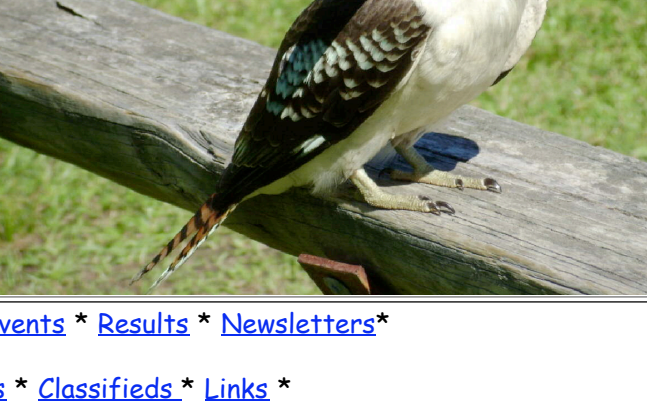 vents * Results * Newsletters*
s * Classifieds * Links *